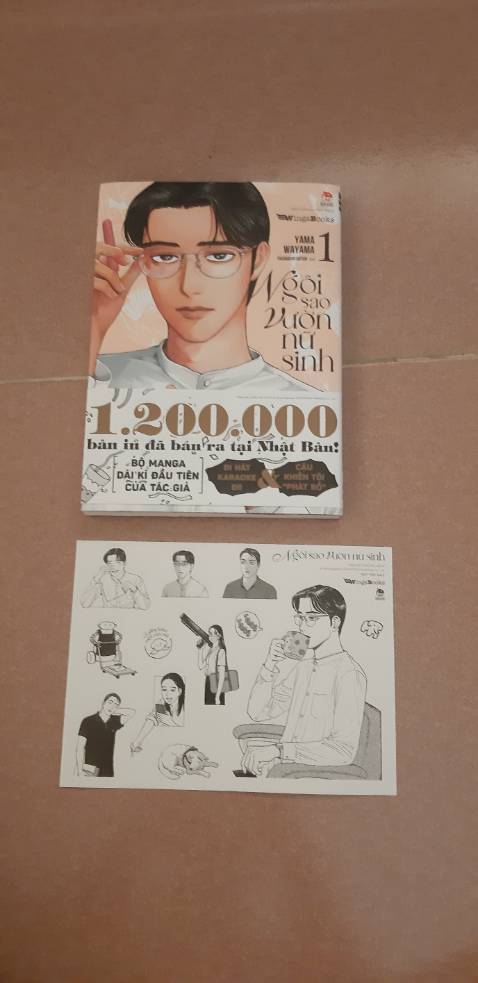 WingsBooks
YAMA
WAYAMA
1
Ngôi
sao
vườn
nữ
sinh
1.200.000
bản in đã bán ra tại Nhật Bản!
BỘ MANGA
DÀI KÌ ĐẦU TIÊN
CỦA TÁC GIẢ
ĐI HÁT
KARAOKE
ĐI!
&
CẬU
KHIẾN TÔI
"PHÁT RỒ"
Ngôi sao vườn nữ sinh
WingsBooks